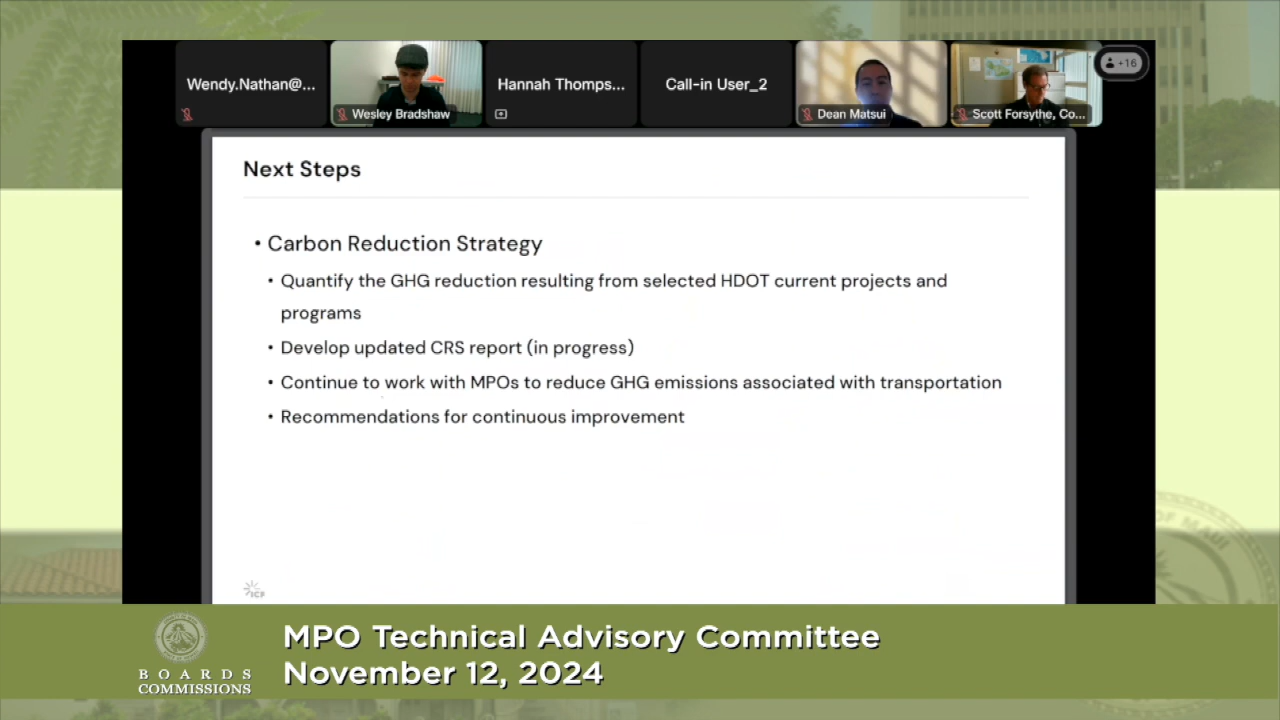 Wendy.Nathan@...
Wesley Bradshaw
Hannah Thomps...
Call-in User_2
Dean Matsui
Scott Forsythe, Co...
+16
Next Steps
• Carbon Reduction Strategy
• Quantify the GHG reduction resulting from selected HDOT current projects and
programs
• Develop updated CRS report (in progress)
• Continue to work with MPOs to reduce GHG emissions associated with transportation
• Recommendations for continuous improvement
ICF
BOARDS
COMMISSIONS
MPO Technical Advisory Committee
November 12, 2024
OF MAUI